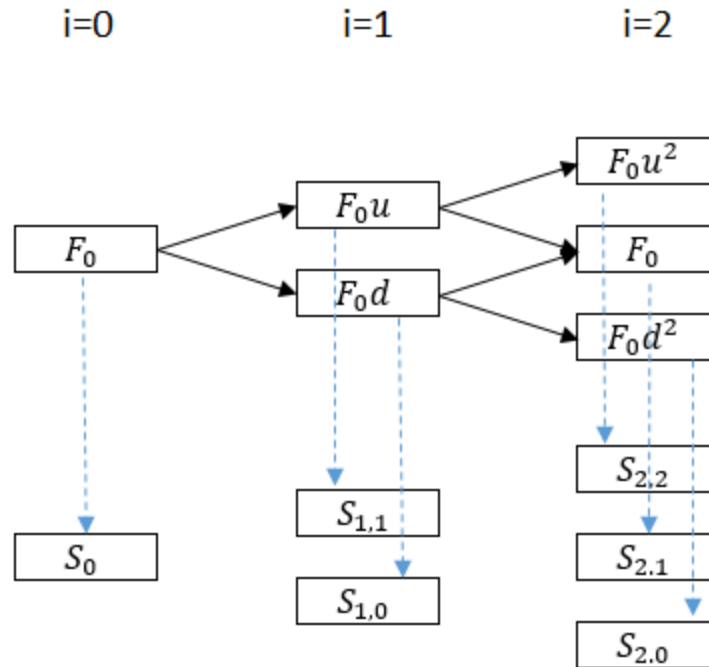 i=0 i=1 i=2
F₀u²
F₀u
F₀ F₀
F₀d
F₀d²
S₂,₂
S₁,₁
S₀ S₂.₁
S₁,₀
S₂.₀